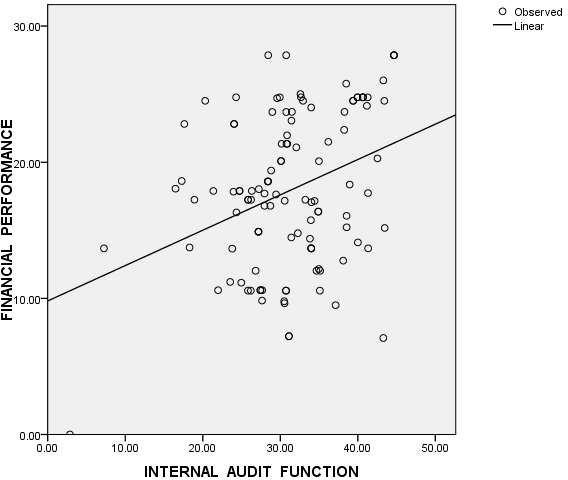 Observed
Linear
30.00
20.00
10.00
0.00
FINANCIAL PERFORMANCE
0.00 10.00 20.00 30.00 40.00 50.00
INTERNAL AUDIT FUNCTION